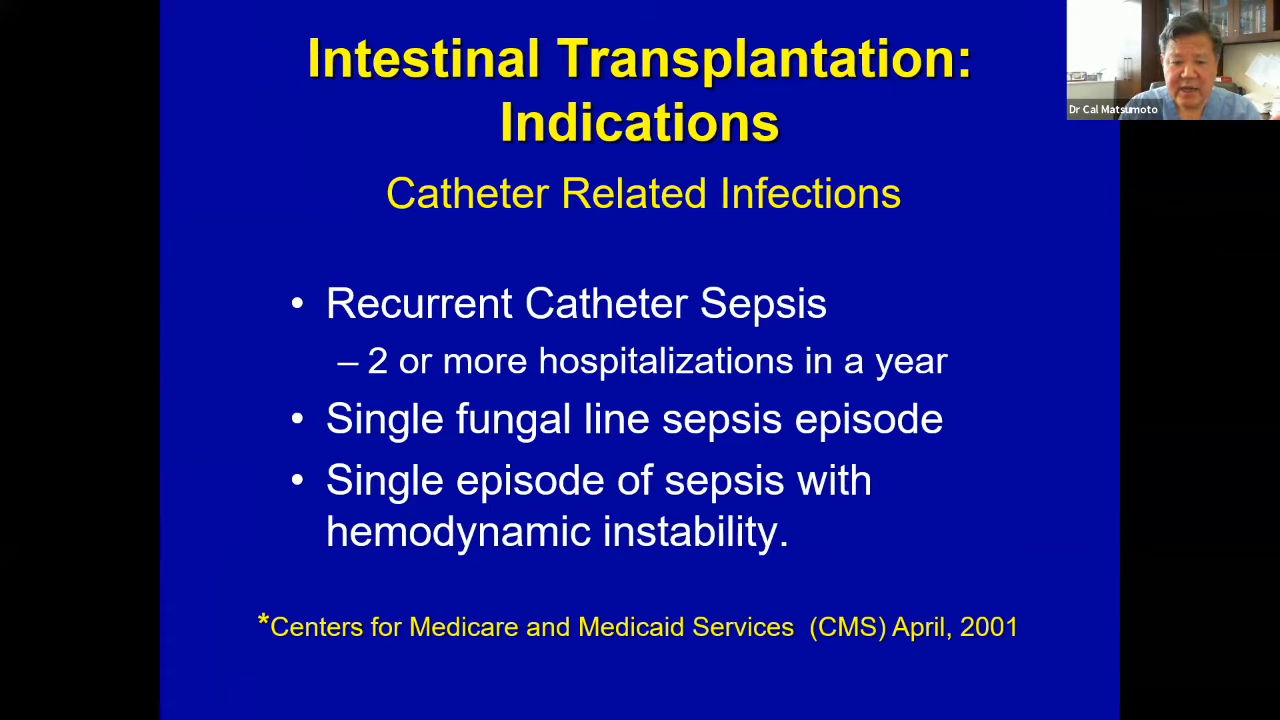 Intestinal Transplantation:
Indications
Catheter Related Infections
• Recurrent Catheter Sepsis
– 2 or more hospitalizations in a year
• Single fungal line sepsis episode
• Single episode of sepsis with
hemodynamic instability.
*Centers for Medicare and Medicaid Services (CMS) April, 2001
Dr Cal Matsumoto